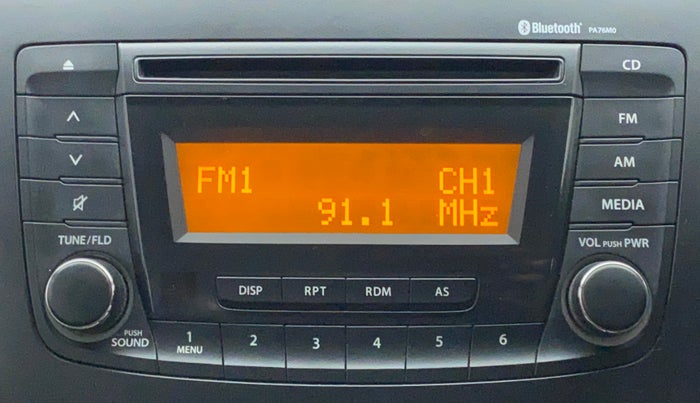 Bluetooth® PA76M0
CD
FM
AM
MEDIA
FM1 CH1
91.1 MHz
TUNE/FLD
VOL PUSH PWR
DISP RPT RDM AS
PUSH
SOUND
1 2 3 4 5 6
MENU